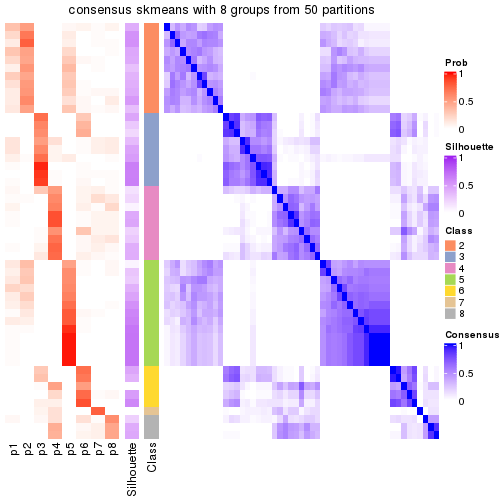 consensus skmeans with 8 groups from 50 partitions
Prob
1
0.5
0
Silhouette
1
0.5
0
Class
2
3
4
5
6
7
8
Consensus
1
0.5
0
p1
p2
p3
p4
p5
p6
p7
p8
Silhouette
Class